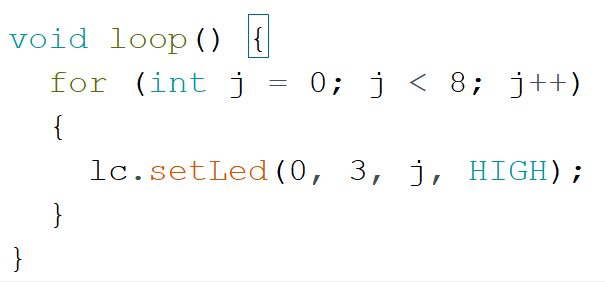 void loop() {
  for (int j = 0; j < 8; j++)
  {
    lc.setLed(0, 3, j, HIGH);
  }
}